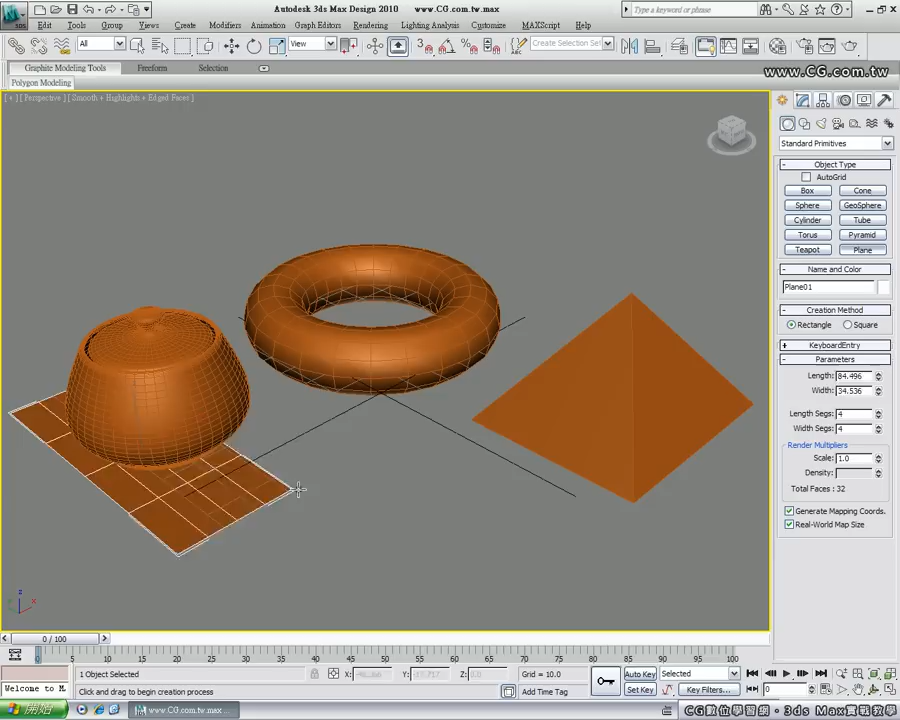 Autodesk 3ds Max Design 2010 www.CG.com.tw.max
Type a keyword or phrase
Edit Tools Group Views Create Modifiers Animation Graph Editors Rendering Lighting Analysis Customize MAXScript Help
All
View
3
Create Selection Set
Graphite Modeling Tools Freeform Selection
www.CG.com.tw
Polygon Modeling
[ + ] [ Perspective ] [ Smooth + Highlights + Edged Faces ]
Standard Primitives
- Object Type
AutoGrid
Box Cone
Sphere GeoSphere
Cylinder Tube
Torus Pyramid
Teapot Plane
- Name and Color
Plane01
- Creation Method
Rectangle Square
+ KeyboardEntry
- Parameters
Length: 84.496
Width: 34.536
Length Segs: 4
Width Segs: 4
Render Multipliers
Scale: 1.0
Density:
Total Faces : 32
Generate Mapping Coords.
Real-World Map Size
z
x
0 / 100
0 5 10 15 20 25 30 35 40 45 50 55 60 65 70 75 80 85 90 95 100
1 Object Selected
X:
Y:
Z:
Grid = 10.0
Auto Key
Selected
Welcome to M
Click and drag to begin creation process
Add Time Tag
Set Key
Key Filters...
0
開始
www.CG.com.tw.max ...
CG數位學習網‧3ds Max實戰教學